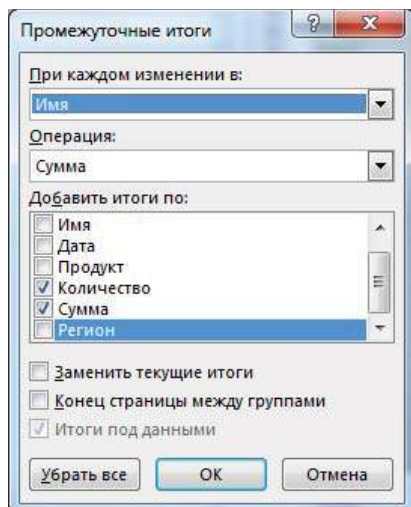 Промежуточные итоги
При каждом изменении в:
Имя
Операция:
Сумма
Добавить итоги по:
Имя
Дата
Продукт
Количество
Сумма
Регион
Заменить текущие итоги
Конец страницы между группами
Итоги под данными
Убрать все ОК Отмена